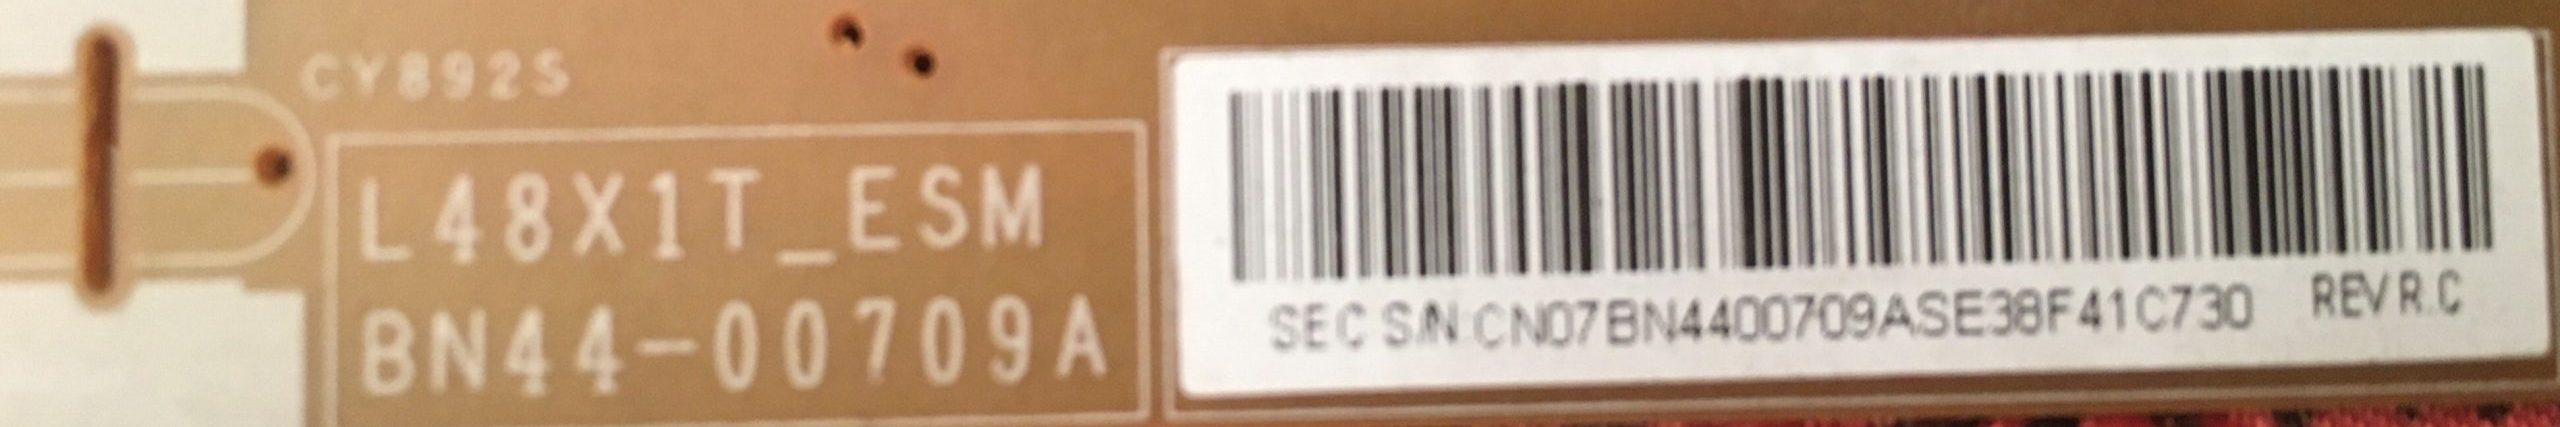 CY892S
L48X1T_ESM
BN44-00709A
SEC S/N:CN07BN4400709ASE38F41C730 REV R.C